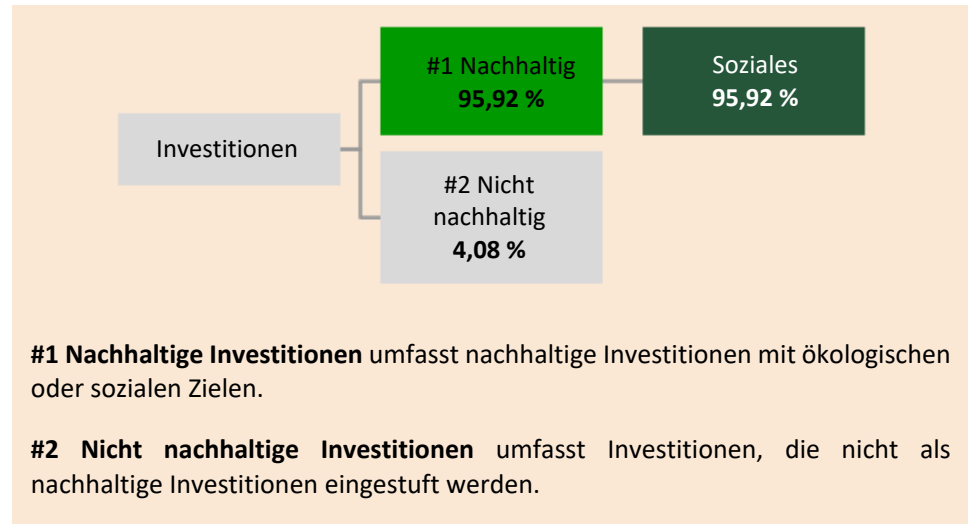 #1 Nachhaltig
95,92 %
Soziales
95,92 %
Investitionen
#2 Nicht
nachhaltig
4,08 %
#1 Nachhaltige Investitionen umfasst nachhaltige Investitionen mit ökologischen
oder sozialen Zielen.
#2 Nicht nachhaltige Investitionen umfasst Investitionen, die nicht als
nachhaltige Investitionen eingestuft werden.